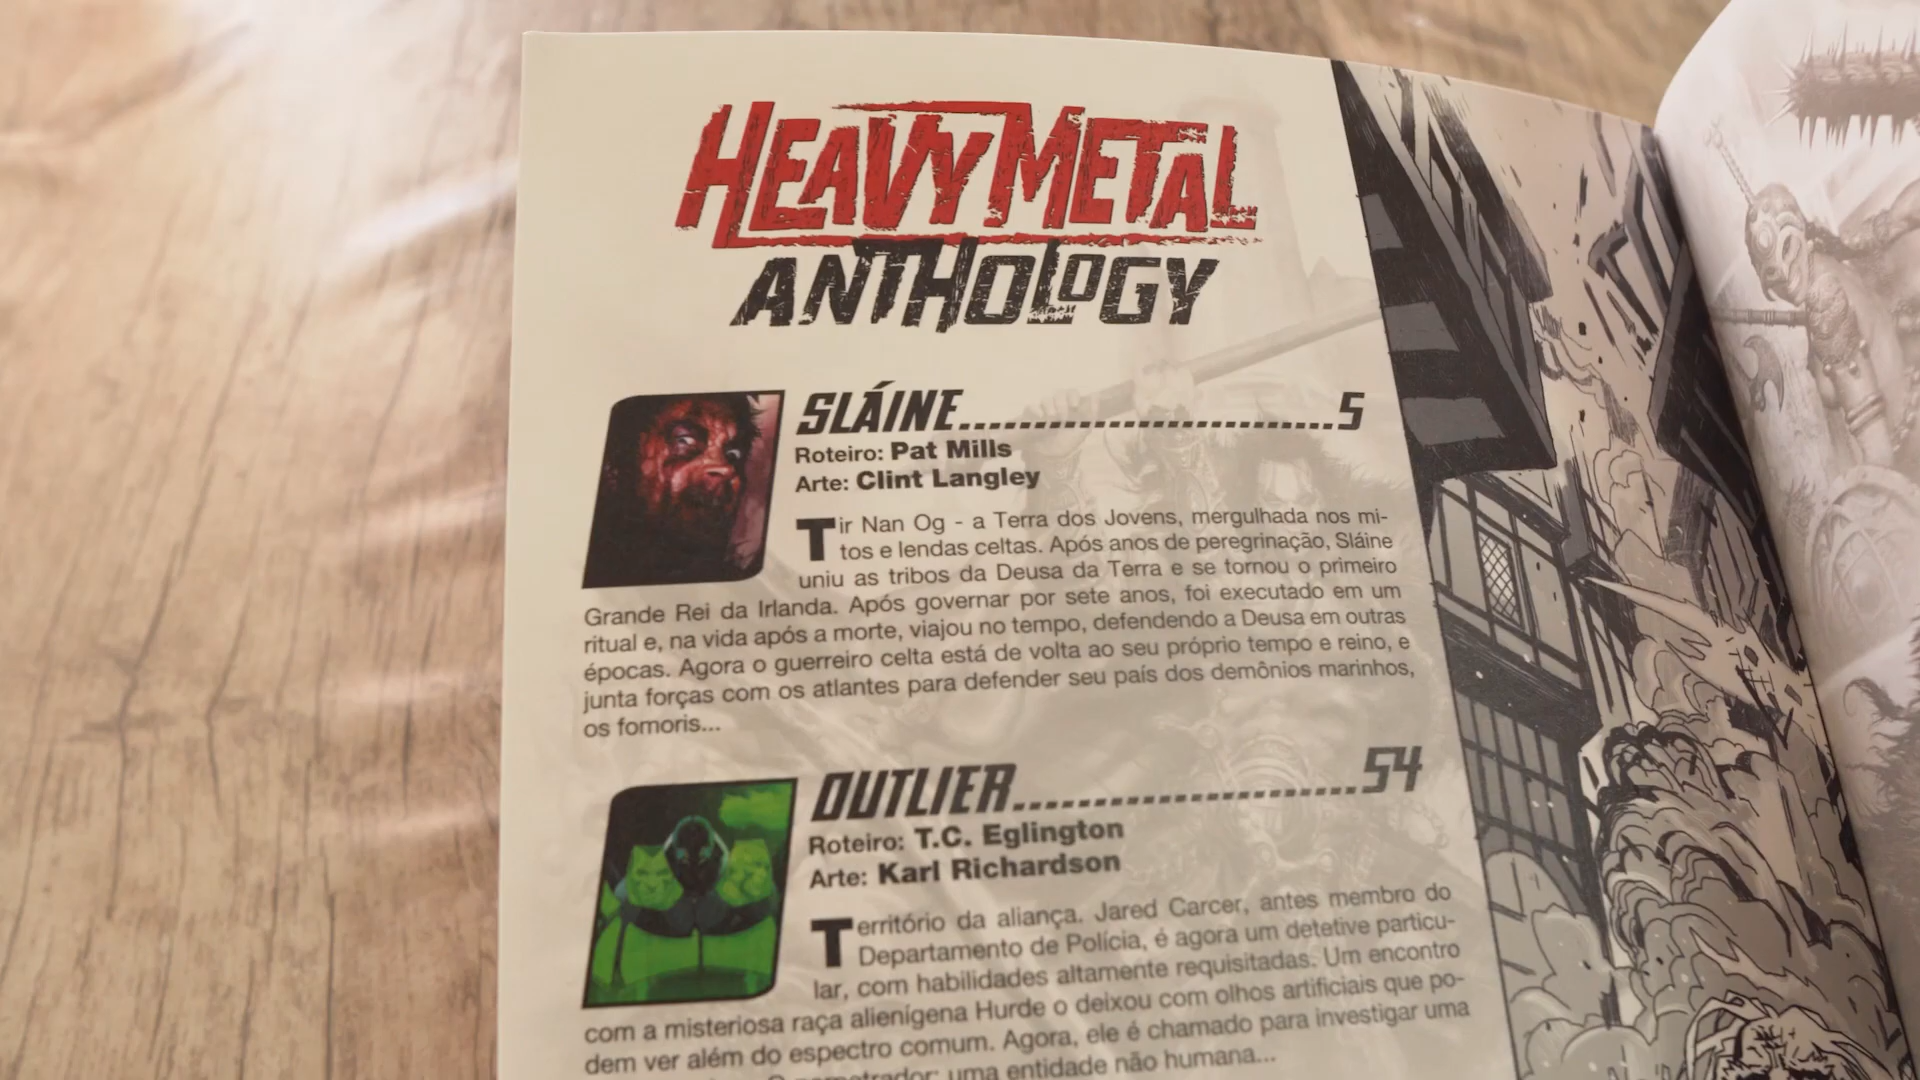 HEAVY METAL
ANTHOLOGY
SLÁINE..............................5
Roteiro: Pat Mills
Arte: Clint Langley
Tir Nan Og - a Terra dos Jovens, mergulhada nos mi-
tos e lendas celtas. Após anos de peregrinação, Sláine
uniu as tribos da Deusa da Terra e se tornou o primeiro
Grande Rei da Irlanda. Após governar por sete anos, foi executado em um
ritual e, na vida após a morte, viajou no tempo, defendendo a Deusa em outras
épocas. Agora o guerreiro celta está de volta ao seu próprio tempo e reino, e
junta forças com os atlantes para defender seu país dos demônios marinhos,
os fomoris...
OUTLIER...........................54
Roteiro: T.C. Eglington
Arte: Karl Richardson
Território da aliança. Jared Carcer, antes membro do
Departamento de Polícia, é agora um detetive particu-
lar, com habilidades altamente requisitadas. Um encontro
com a misteriosa raça alienígena Hurde o deixou com olhos artificiais que po-
dem ver além do espectro comum. Agora, ele é chamado para investigar uma
uma entidade não humana...